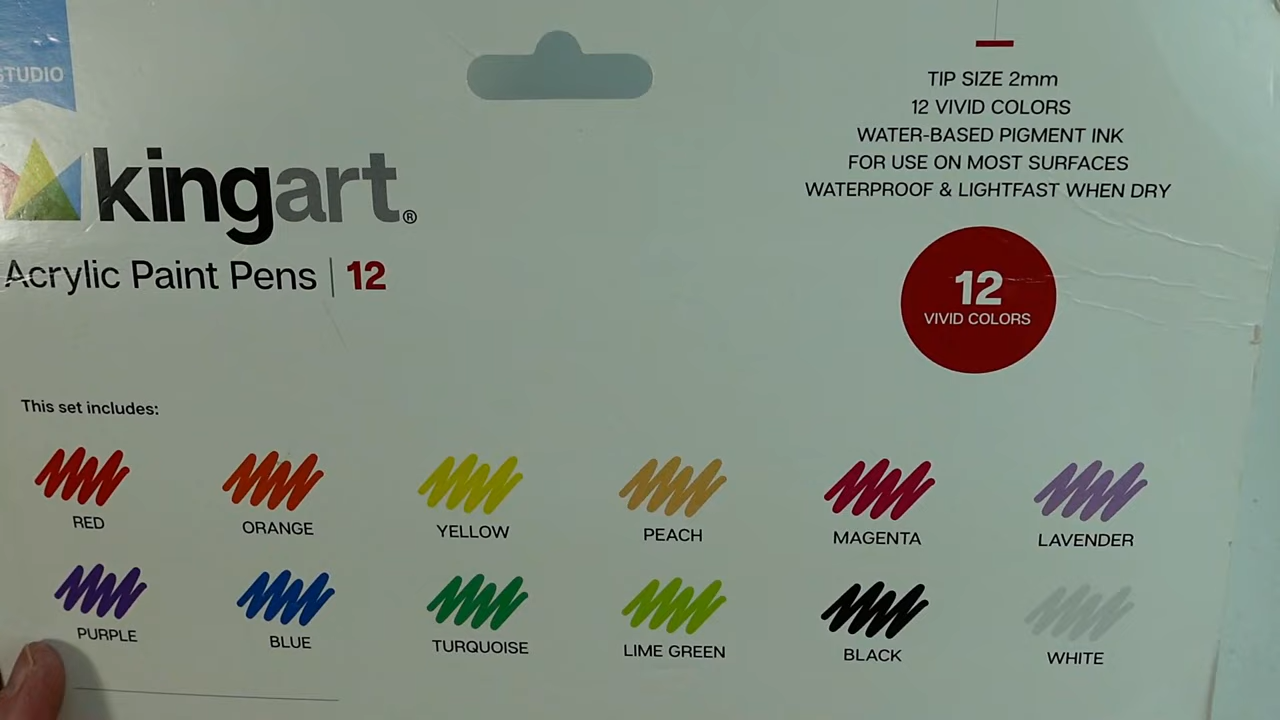 STUDIO
kingart®
Acrylic Paint Pens | 12
TIP SIZE 2mm
12 VIVID COLORS
WATER-BASED PIGMENT INK
FOR USE ON MOST SURFACES
WATERPROOF & LIGHTFAST WHEN DRY
12
VIVID COLORS
This set includes:
RED ORANGE YELLOW PEACH MAGENTA LAVENDER
PURPLE BLUE TURQUOISE LIME GREEN BLACK WHITE